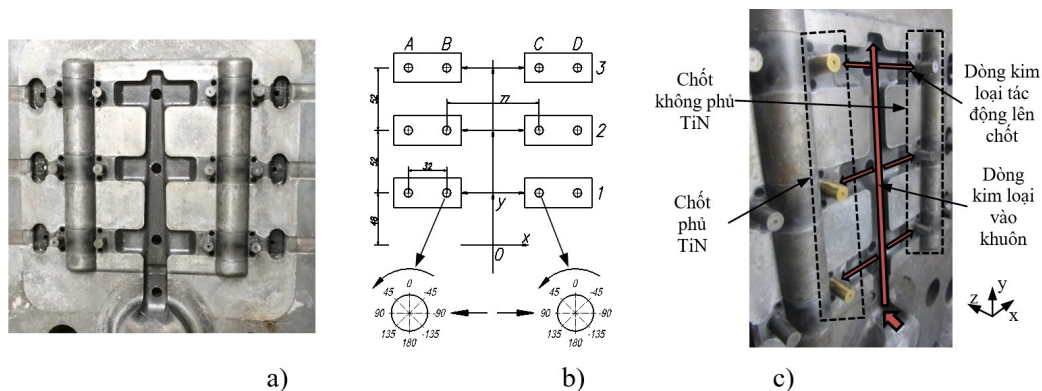 A B C D
3
77
52
2
52
32
1
48
y
x
O
0
45 -45
90 -90
135 -135
180
0
45 -45
90 -90
135 -135
180
Chốt
không phủ
TiN
Chốt
phủ
TiN
Dòng kim
loại tác
động lên
chốt
Dòng
kim loại
vào
khuôn
y
z
x
a)
b)
c)